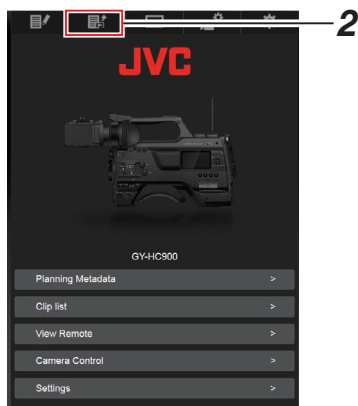 2
JVC
GY-HC900
Planning Metadata >
Clip list >
View Remote >
Camera Control >
Settings >